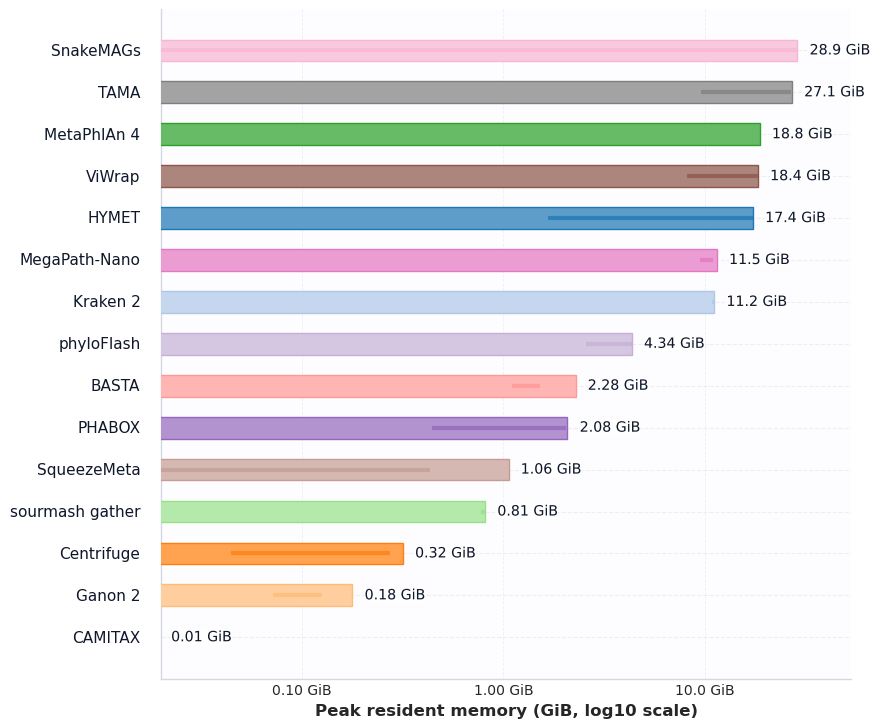 SnakeMAGs 28.9 GiB
TAMA 27.1 GiB
MetaPhlAn 4 18.8 GiB
ViWrap 18.4 GiB
HYMET 17.4 GiB
MegaPath-Nano 11.5 GiB
Kraken 2 11.2 GiB
phyloFlash 4.34 GiB
BASTA 2.28 GiB
PHABOX 2.08 GiB
SqueezeMeta 1.06 GiB
sourmash gather 0.81 GiB
Centrifuge 0.32 GiB
Ganon 2 0.18 GiB
CAMITAX 0.01 GiB
0.10 GiB 1.00 GiB 10.0 GiB
Peak resident memory (GiB, log10 scale)